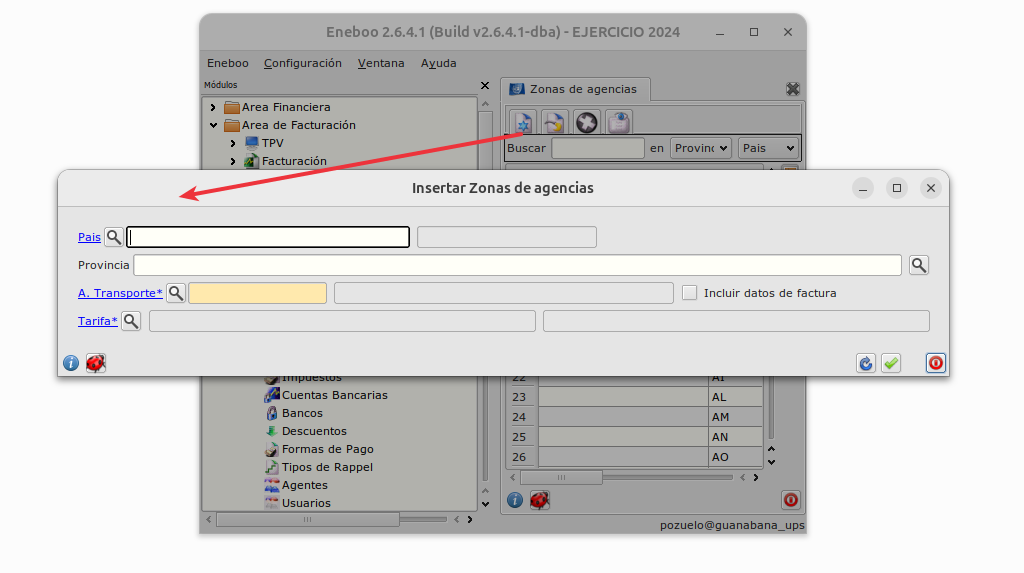 Eneboo 2.6.4.1 (Build v2.6.4.1-dba) - EJERCICIO 2024
Eneboo Configuración Ventana Ayuda
Módulos
Area Financiera
Area de Facturación
TPV
Facturación
Zonas de agencias
Buscar en Provinc Pais
Insertar Zonas de agencias
Pais
Provincia
A. Transporte* Incluir datos de factura
Tarifa*
Impuestos
Cuentas Bancarias
Bancos
Descuentos
Formas de Pago
Tipos de Rappel
Agentes
Usuarios
22 AI
23 AL
24 AM
25 AN
26 AO
pozuelo@guanabana_ups